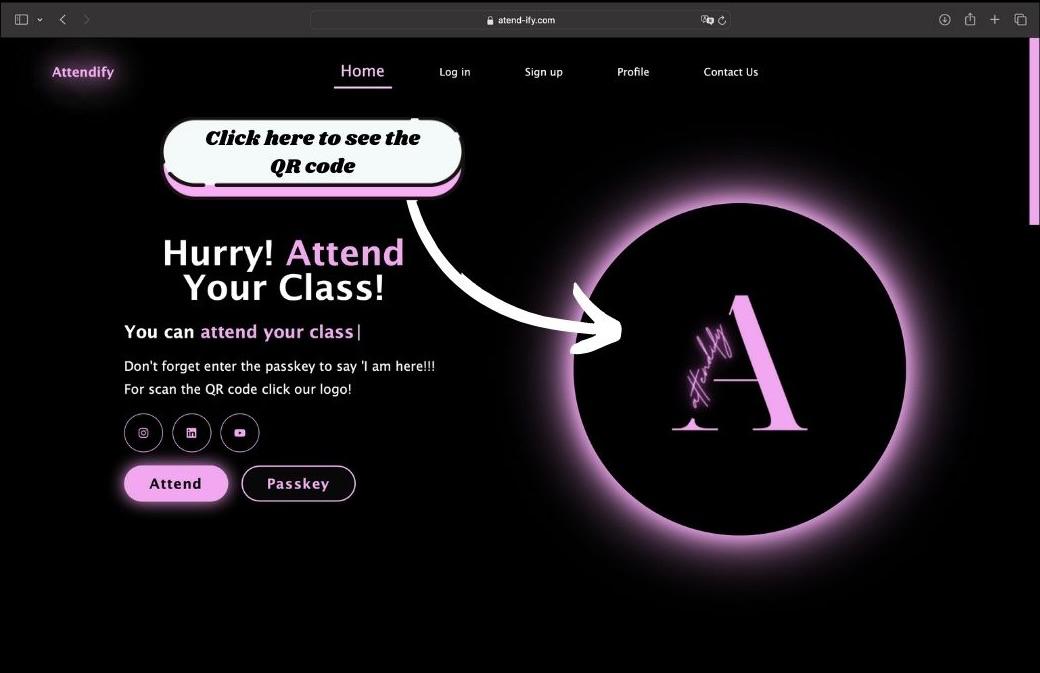 atend-ify.com
Attendify
Home
Log in
Sign up
Profile
Contact Us
Click here to see the
QR code
Hurry! Attend
Your Class!
You can attend your class|
Don't forget enter the passkey to say 'I am here!!!
For scan the QR code click our logo!
Attend
Passkey
A
attendify